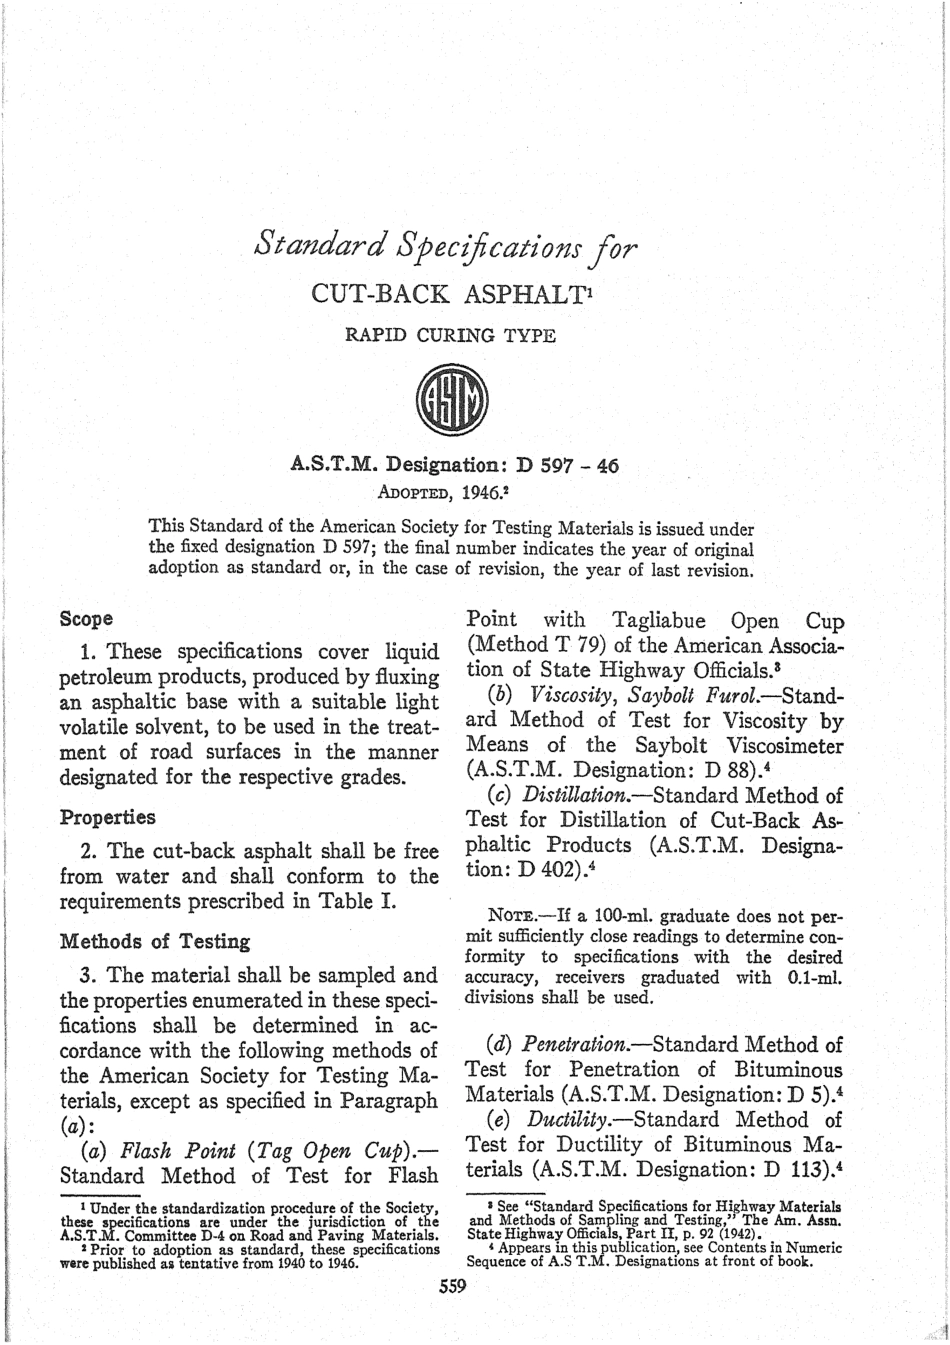 Standard Specifications for
CUT-BACK ASPHALT¹
RAPID CURING TYPE
ASTM
A.S.T.M. Designation: D 597 – 46
ADOPTED, 1946.²
This Standard of the American Society for Testing Materials is issued under
the fixed designation D 597; the final number indicates the year of original
adoption as standard or, in the case of revision, the year of last revision.
Scope
1. These specifications cover liquid
petroleum products, produced by fluxing
an asphaltic base with a suitable light
volatile solvent, to be used in the treat-
ment of road surfaces in the manner
designated for the respective grades.
Properties
2. The cut-back asphalt shall be free
from water and shall conform to the
requirements prescribed in Table I.
Methods of Testing
3. The material shall be sampled and
the properties enumerated in these speci-
fications shall be determined in ac-
cordance with the following methods of
the American Society for Testing Ma-
terials, except as specified in Paragraph
(a):
(a) Flash Point (Tag Open Cup).—
Standard Method of Test for Flash
¹ Under the standardization procedure of the Society,
these specifications are under the jurisdiction of the
A.S.T.M. Committee D-4 on Road and Paving Materials.
² Prior to adoption as standard, these specifications
were published as tentative from 1940 to 1946.
Point with Tagliabue Open Cup
(Method T 79) of the American Associa-
tion of State Highway Officials.³
(b) Viscosity, Saybolt Furol.—Stand-
ard Method of Test for Viscosity by
Means of the Saybolt Viscosimeter
(A.S.T.M. Designation: D 88).⁴
(c) Distillation.—Standard Method of
Test for Distillation of Cut-Back As-
phaltic Products (A.S.T.M. Designa-
tion: D 402).⁴
NOTE.—If a 100-ml. graduate does not per-
mit sufficiently close readings to determine con-
formity to specifications with the desired
accuracy, receivers graduated with 0.1-ml.
divisions shall be used.
(d) Penetration.—Standard Method of
Test for Penetration of Bituminous
Materials (A.S.T.M. Designation: D 5).⁴
(e) Ductility.—Standard Method of
Test for Ductility of Bituminous Ma-
terials (A.S.T.M. Designation: D 113).⁴
³ See "Standard Specifications for Highway Materials
and Methods of Sampling and Testing," The Am. Assn.
State Highway Officials, Part II, p. 92 (1942).
⁴ Appears in this publication, see Contents in Numeric
Sequence of A.S T.M. Designations at front of book.
559